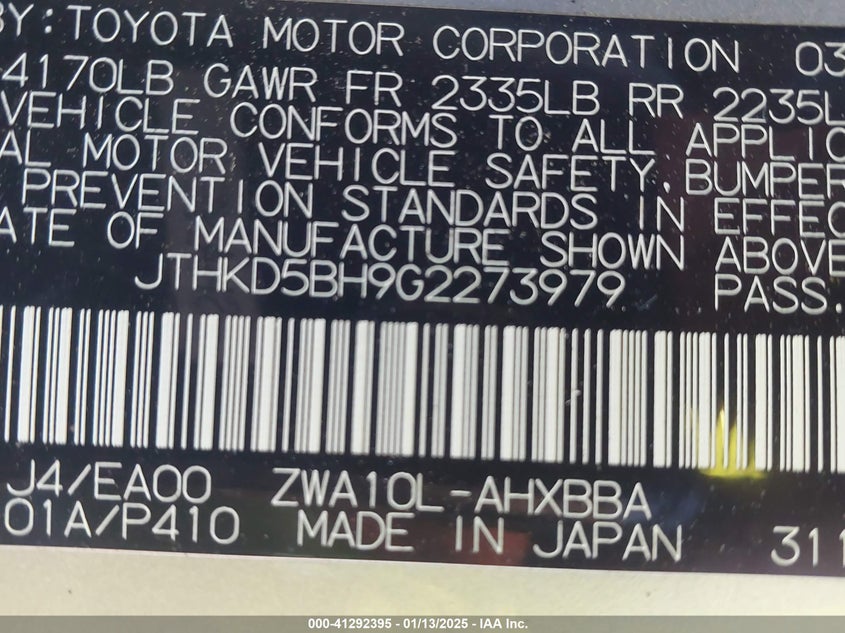 BY:TOYOTA MOTOR CORPORATION 03
4170LB GAWR FR 2335LB RR 2235L
VEHICLE CONFORMS TO ALL APPLIC
AL MOTOR VEHICLE SAFETY,BUMPER
PREVENTION STANDARDS IN EFFEC
ATE OF MANUFACTURE SHOWN ABOVE
JTHKD5BH9G2273979 PASS.
J4/EA00 ZWA10L-AHXBBA
01A/P410 MADE IN JAPAN 311
000-41292395 — 01/13/2025 - IAA Inc.